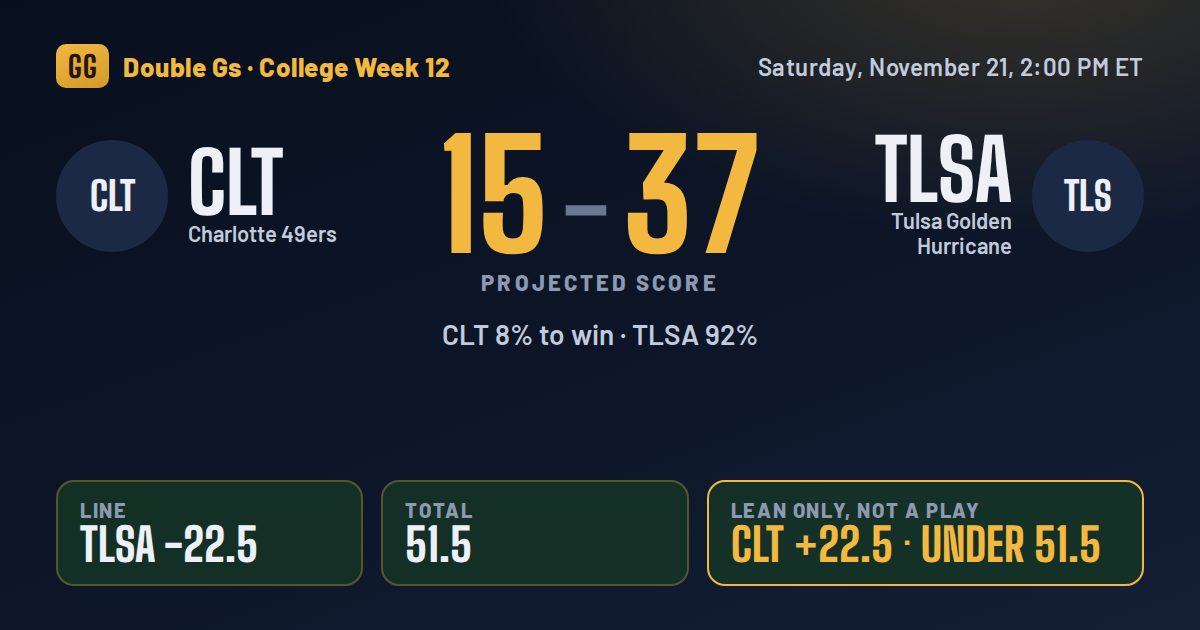 GG
Double Gs · College Week 12
Saturday, November 21, 2:00 PM ET
CLT
CLT
Charlotte 49ers
15 – 37
PROJECTED SCORE
CLT 8% to win · TLSA 92%
TLSA
Tulsa Golden
Hurricane
TLS
LINE
TLSA −22.5
TOTAL
51.5
LEAN ONLY, NOT A PLAY
CLT +22.5 · UNDER 51.5